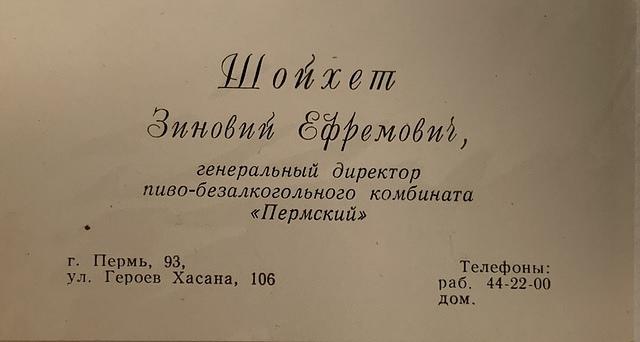 Шойхет
Зиновий Ефремович,
генеральный директор
пиво-безалкогольного комбината
«Пермский»
г. Пермь, 93,
ул. Героев Хасана, 106
Телефоны:
раб. 44-22-00
дом.